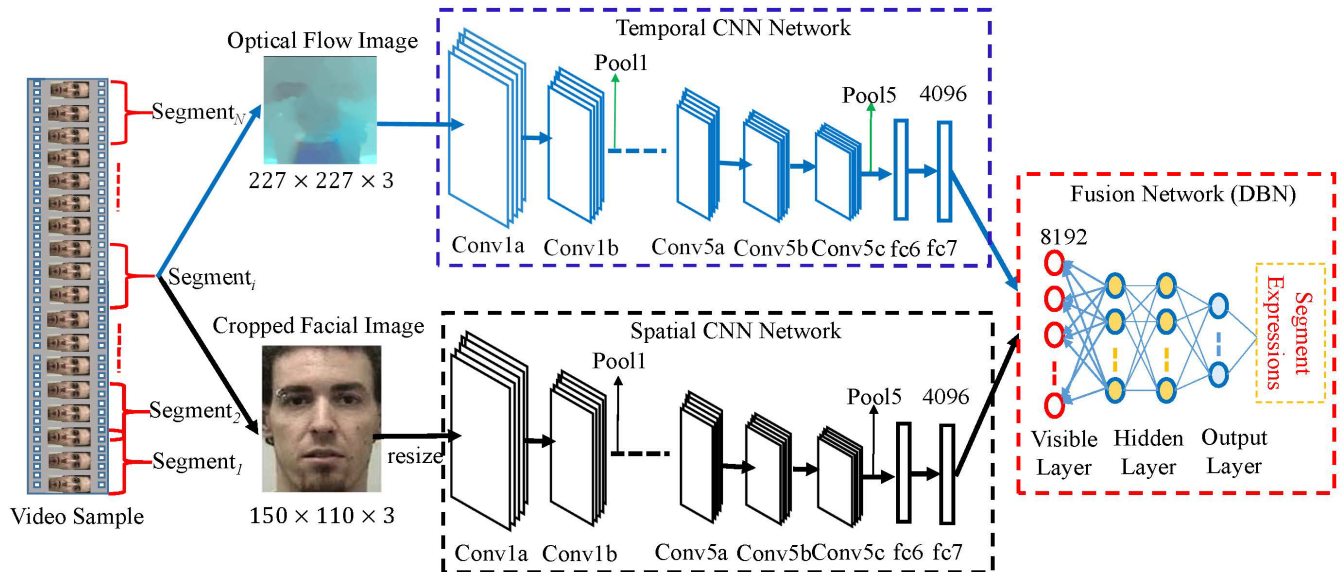 Video Sample
Segment_N
Segment_i
Segment_2
Segment_1
Optical Flow Image
227 × 227 × 3
Cropped Facial Image
150 × 110 × 3
resize
Temporal CNN Network
Pool1
Pool5
4096
Conv1a
Conv1b
Conv5a
Conv5b
Conv5c
fc6
fc7
Spatial CNN Network
Pool1
Pool5
4096
Conv1a
Conv1b
Conv5a
Conv5b
Conv5c
fc6
fc7
Fusion Network (DBN)
8192
Visible
Layer
Hidden
Layer
Output
Layer
Segment
Expressions